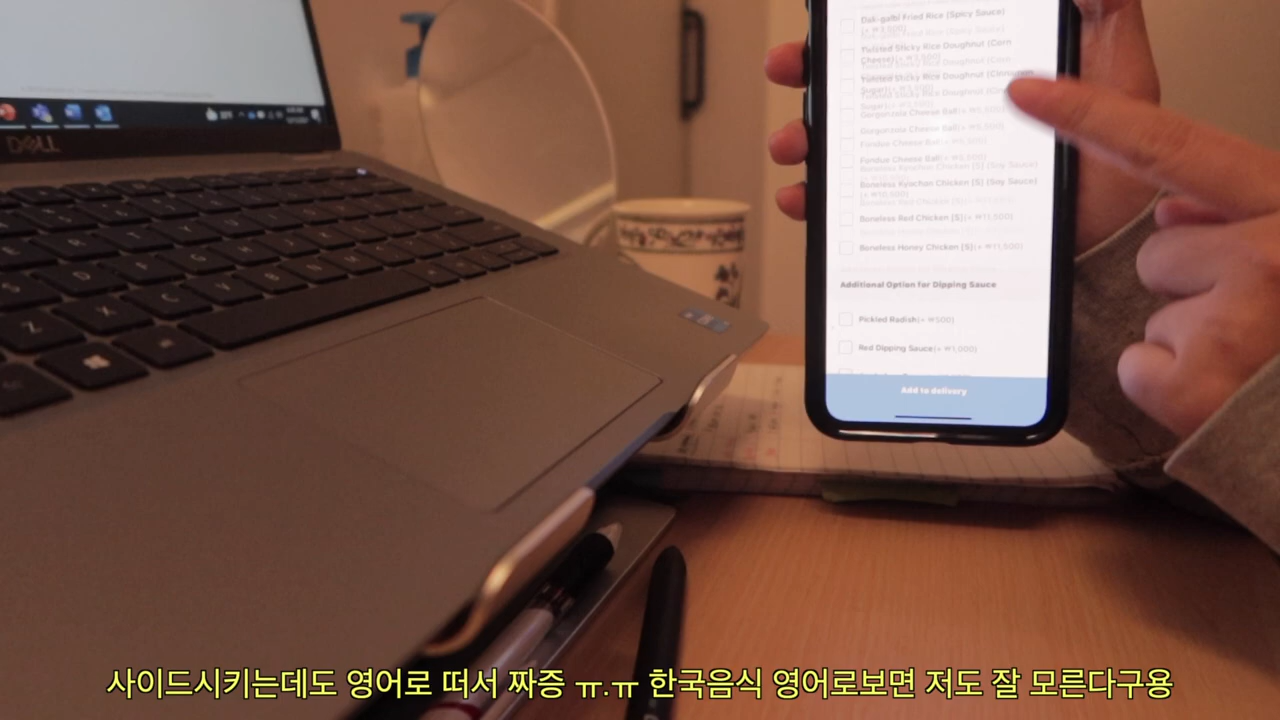 DELL
Dak-galbi Fried Rice (Spicy Sauce)
Twisted Sticky Rice Doughnut (Corn
Cheese)
Twisted Sticky Rice Doughnut (Cinnamon
Sugar)
Gorgonzola Cheese Ball
Fondue Cheese Ball
Boneless Kyochon Chicken [S] (Soy Sauce)
Boneless Red Chicken [S](+ ₩11,500)
Boneless Honey Chicken [S](+ ₩11,500)
Additional Option for Dipping Sauce
Pickled Radish(+ ₩500)
Red Dipping Sauce(+ ₩1,000)
Add to delivery
사이드시키는데도 영어로 떠서 짜증 ㅠ.ㅠ 한국음식 영어로보면 저도 잘 모른다구용